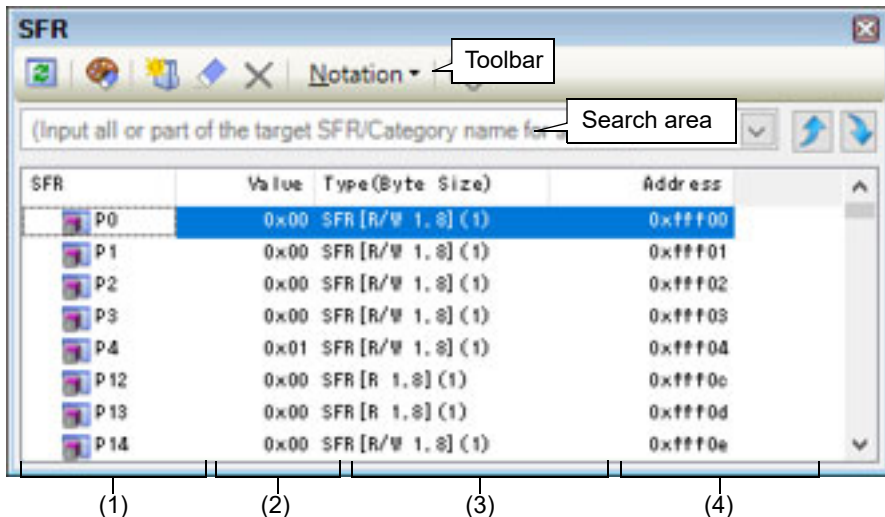 SFR
Notation
Toolbar
(Input all or part of the target SFR/Category name for
Search area
SFR Value Type(Byte Size) Address
P0 0x00 SFR[R/W 1.8](1) 0xfff00
P1 0x00 SFR[R/W 1.8](1) 0xfff01
P2 0x00 SFR[R/W 1.8](1) 0xfff02
P3 0x00 SFR[R/W 1.8](1) 0xfff03
P4 0x01 SFR[R/W 1.8](1) 0xfff04
P12 0x00 SFR[R 1.8](1) 0xfff0c
P13 0x00 SFR[R 1.8](1) 0xfff0d
P14 0x00 SFR[R/W 1.8](1) 0xfff0e
(1) (2) (3) (4)